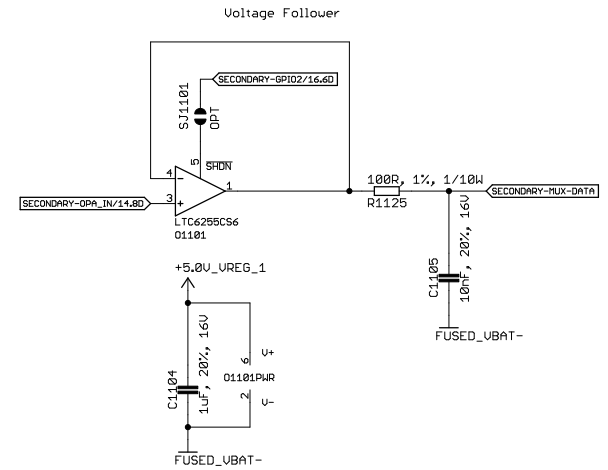 Voltage Follower
SECONDARY-GPIO2/16.6D
SJ1101
OPT
5
SHDN
4
-
1
100R, 1%, 1/10W
SECONDARY-MUX-DATA
R1125
SECONDARY-OPA_IN/14.8D
3
+
LTC6255CS6
O1101
C1105
10nF, 20%, 16V
+5.0V_VREG_1
FUSED_VBAT-
C1104
1uF, 20%, 16V
6
V+
O1101PWR
2
V-
FUSED_VBAT-